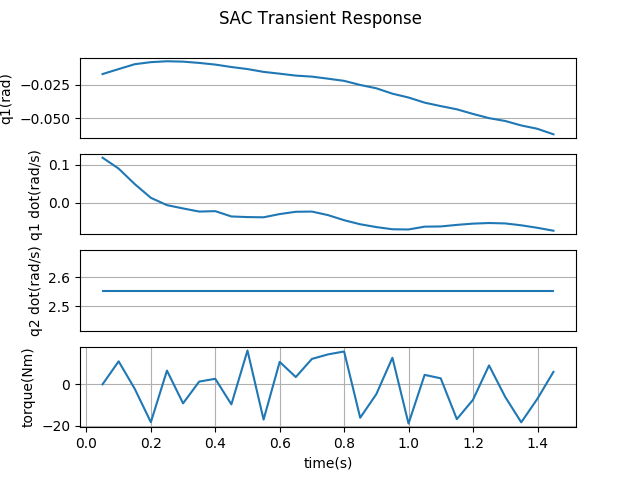 SAC Transient Response
q1(rad)
−0.025
−0.050
q1 dot(rad/s)
0.1
0.0
q2 dot(rad/s)
2.6
2.5
torque(Nm)
0
−20
0.0 0.2 0.4 0.6 0.8 1.0 1.2 1.4
time(s)